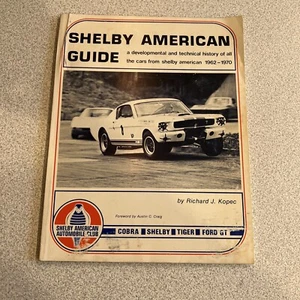 SHELBY AMERICAN
GUIDE
a developmental and technical history of all
the cars from shelby american 1962–1970
by Richard J. Kopec
Foreword by Austin C. Craig
SHELBY AMERICAN
AUTOMOBILE CLUB
COBRA ■ SHELBY ■ TIGER ■ FORD GT